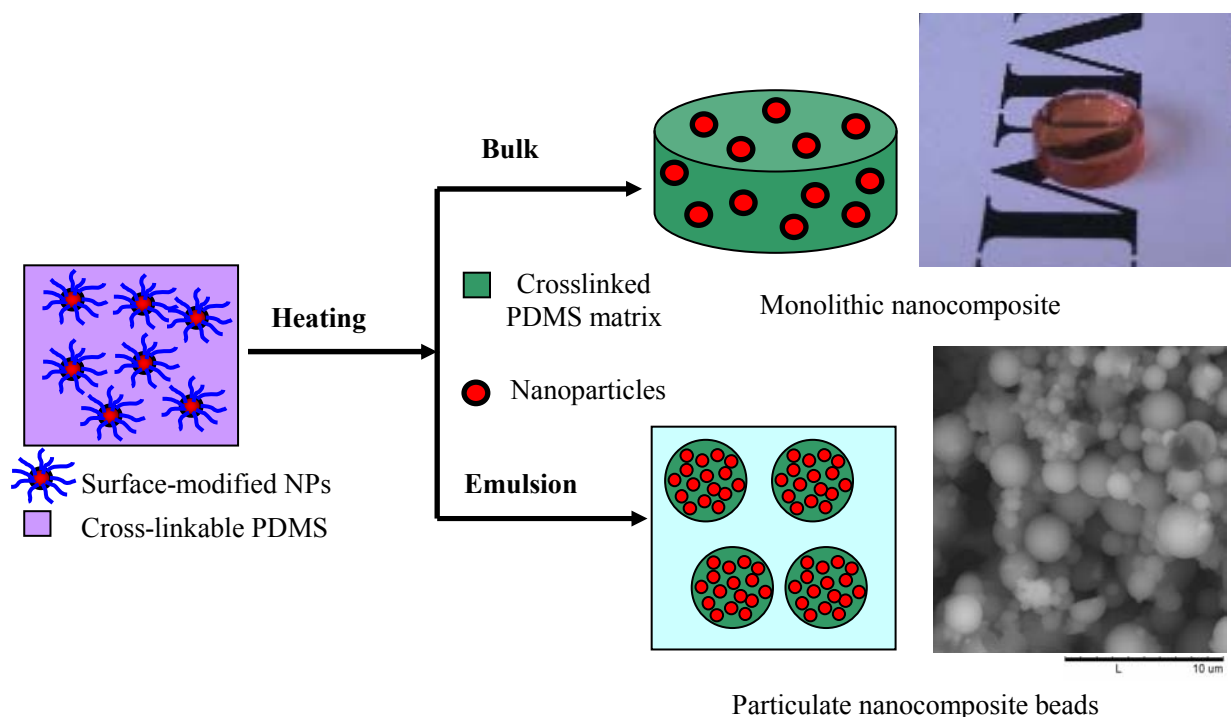 Bulk
Heating
Crosslinked
PDMS matrix
Monolithic nanocomposite
Nanoparticles
Surface-modified NPs
Cross-linkable PDMS
Emulsion
L 10 um
Particulate nanocomposite beads